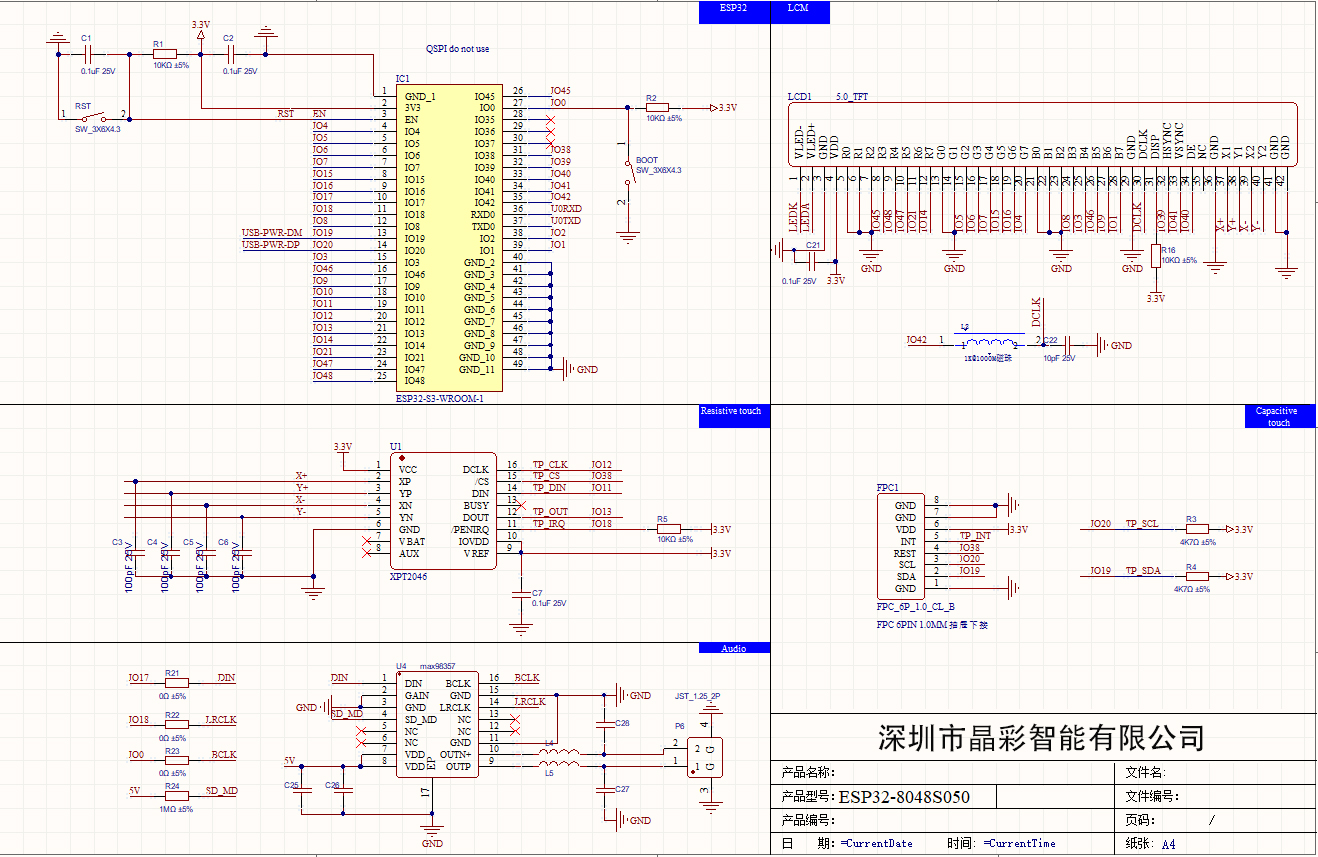 ESP32
LCM
3.3V
C1
0.1uF 25V
R1
10KΩ ±5%
C2
0.1uF 25V
QSPI do not use
RST
1
2
SW_3X6X4.3
RST
IC1
1 GND_1
2 3V3
EN 3 EN
IO4 4 IO4
IO5 5 IO5
IO6 6 IO6
IO7 7 IO7
IO15 8 IO15
IO16 9 IO16
IO17 10 IO17
IO18 11 IO18
IO8 12 IO8
USB-PWR-DM IO19 13 IO19
USB-PWR-DP IO20 14 IO20
IO3 15 IO3
IO46 16 IO46
IO9 17 IO9
IO10 18 IO10
IO11 19 IO11
IO12 20 IO12
IO13 21 IO13
IO14 22 IO14
IO21 23 IO21
IO47 24 IO47
IO48 25 IO48
IO45 26 IO45
IO0 27 IO0
IO35 28
IO36 29
IO37 30
IO38 31 IO38
IO39 32 IO39
IO40 33 IO40
IO41 34 IO41
IO42 35 IO42
RXD0 36 U0RXD
TXD0 37 U0TXD
IO2 38 IO2
IO1 39 IO1
GND_2 40
GND_3 41
GND_4 42
GND_5 43
GND_6 44
GND_7 45
GND_8 46
GND_9 47
GND_10 48
GND_11 49
GND
ESP32-S3-WROOM-1
R2
10KΩ ±5%
3.3V
1
BOOT
SW_3X6X4.3
2
LCD1 5.0_TFT
VLED- VLED+ GND VDD R0 R1 R2 R3 R4 R5 R6 R7 G0 G1 G2 G3 G4 G5 G6 G7 B0 B1 B2 B3 B4 B5 B6 B7 GND DCLK DISP HSYNC VSYNC DE NC GND X1 Y1 X2 Y2 GND GND
1 2 3 4 5 6 7 8 9 10 11 12 13 14 15 16 17 18 19 20 21 22 23 24 25 26 27 28 29 30 31 32 33 34 35 36 37 38 39 40 41 42
LEDK LEDA IO45 IO48 IO47 IO21 IO14 IO5 IO6 IO7 IO15 IO16 IO4 IO8 IO3 IO46 IO9 IO1 DCLK IO39 IO41 IO40 X+ Y+ X- Y-
C21
0.1uF 25V
3.3V
GND
GND
GND
GND
R16
10KΩ ±5%
3.3V
DCLK
IO42 1
L8
1
2
2
C22
10pF 25V
GND
Resistive touch
3.3V
U1
1 VCC
X+ 2 XP
Y+ 3 YP
X- 4 XN
Y- 5 YN
6 GND
7 VBAT
8 AUX
DCLK 16 TP_CLK IO12
/CS 15 TP_CS IO38
DIN 14 TP_DIN IO11
BUSY 13
DOUT 12 TP_OUT IO13
/PENIRQ 11 TP_IRQ IO18
IOVDD 10
VREF 9
XPT2046
R5
10KΩ ±5%
3.3V
3.3V
C3
100pF 25V
C4
100pF 25V
C5
100pF 25V
C6
100pF 25V
C7
0.1uF 25V
Capacitive
touch
FPC1
GND 8
GND 7
VDD 6 3.3V
INT 5 TP_INT
REST 4 IO38
SCL 3 IO20
SDA 2 IO19
GND 1
FPC_6P_1.0_CL_B
FPC 6PIN 1.0MM 抽屉下接
IO20 TP_SCL
R3
4K7Ω ±5%
3.3V
IO19 TP_SDA
R4
4K7Ω ±5%
3.3V
Audio
IO17 R21 DIN
0Ω ±5%
IO18 R22 LRCLK
0Ω ±5%
IO0 R23 BCLK
0Ω ±5%
5V R24 SD_MD
1MΩ ±5%
U4 max98357
DIN 1 DIN
2 GAIN
GND 3 GND
SD_MD 4 SD_MD
5 NC
6 NC
7 VDD
5V 8 VDD
EP
17
GND
BCLK 16 BCLK
GND 15
LRCLK 14 LRCLK
NC 13
NC 12
GND 11
OUTN+ 10
OUTP 9
C25
C26
L4
L5
C28
GND
C27
GND
JST_1.25_2P
P6
4
2 2 G
1 1 G
3
深圳市晶彩智能有限公司
产品名称:
文件名:
产品型号: ESP32-8048S050
文件编号:
产品编号:
页码: /
日 期: =CurrentDate 时间: =CurrentTime
纸张: A4